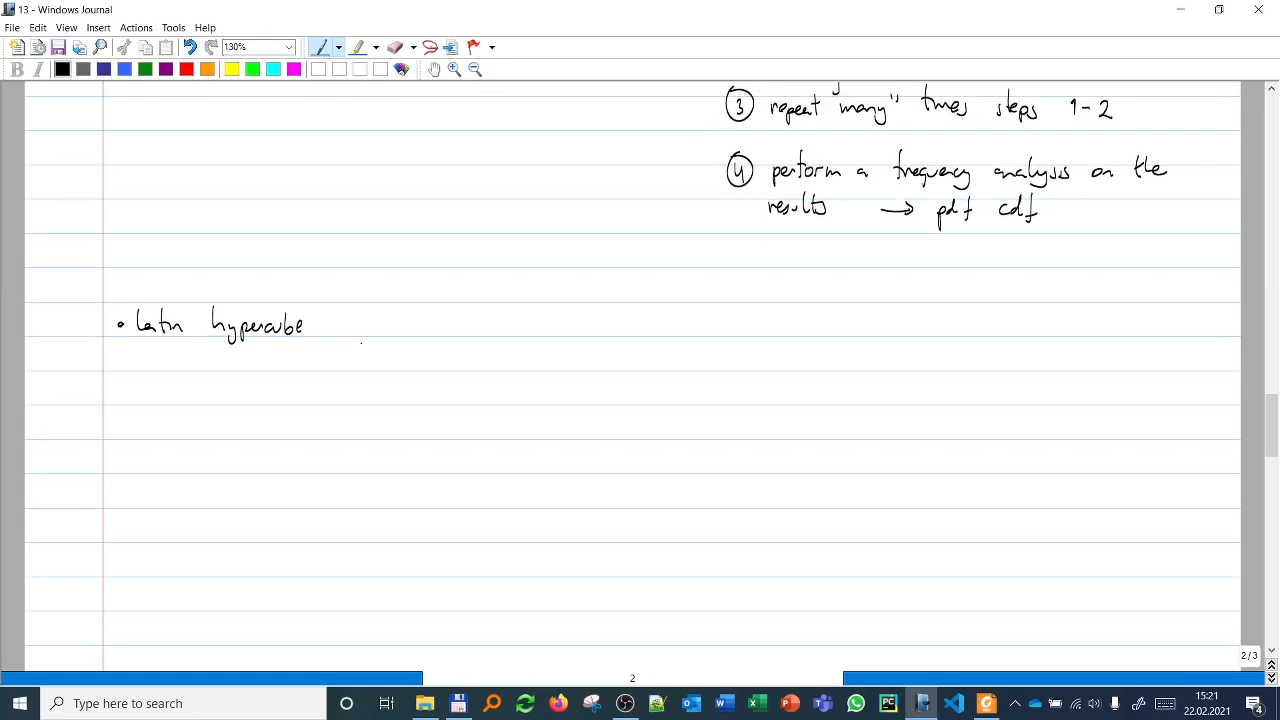 13 - Windows Journal
File Edit View Insert Actions Tools Help
130%
B I
③ repeat "many" times steps 1-2
④ perform a frequency analysis on the
results → pdf cdf
• Latin hypercube
2 / 3
2
Type here to search
15:21
22.02.2021